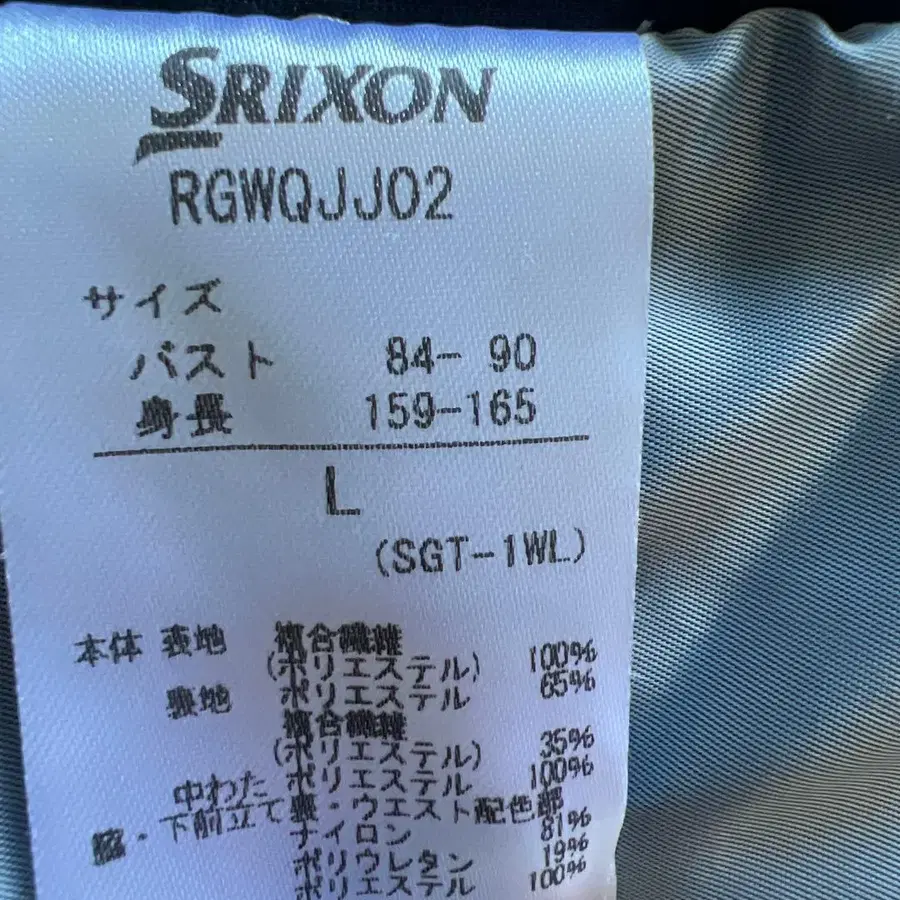 SRIXON
RGWQJJ02
サイズ
バスト 84- 90
身長 159-165
L
(SGT-1WL)
本体 表地 複合繊維
(ポリエステル) 100%
裏地 ポリエステル 65%
複合繊維
(ポリエステル) 35%
中わた ポリエステル 100%
脇・下前立て裏・ウエスト配色部
ナイロン 81%
ポリウレタン 19%
ポリエステル 100%